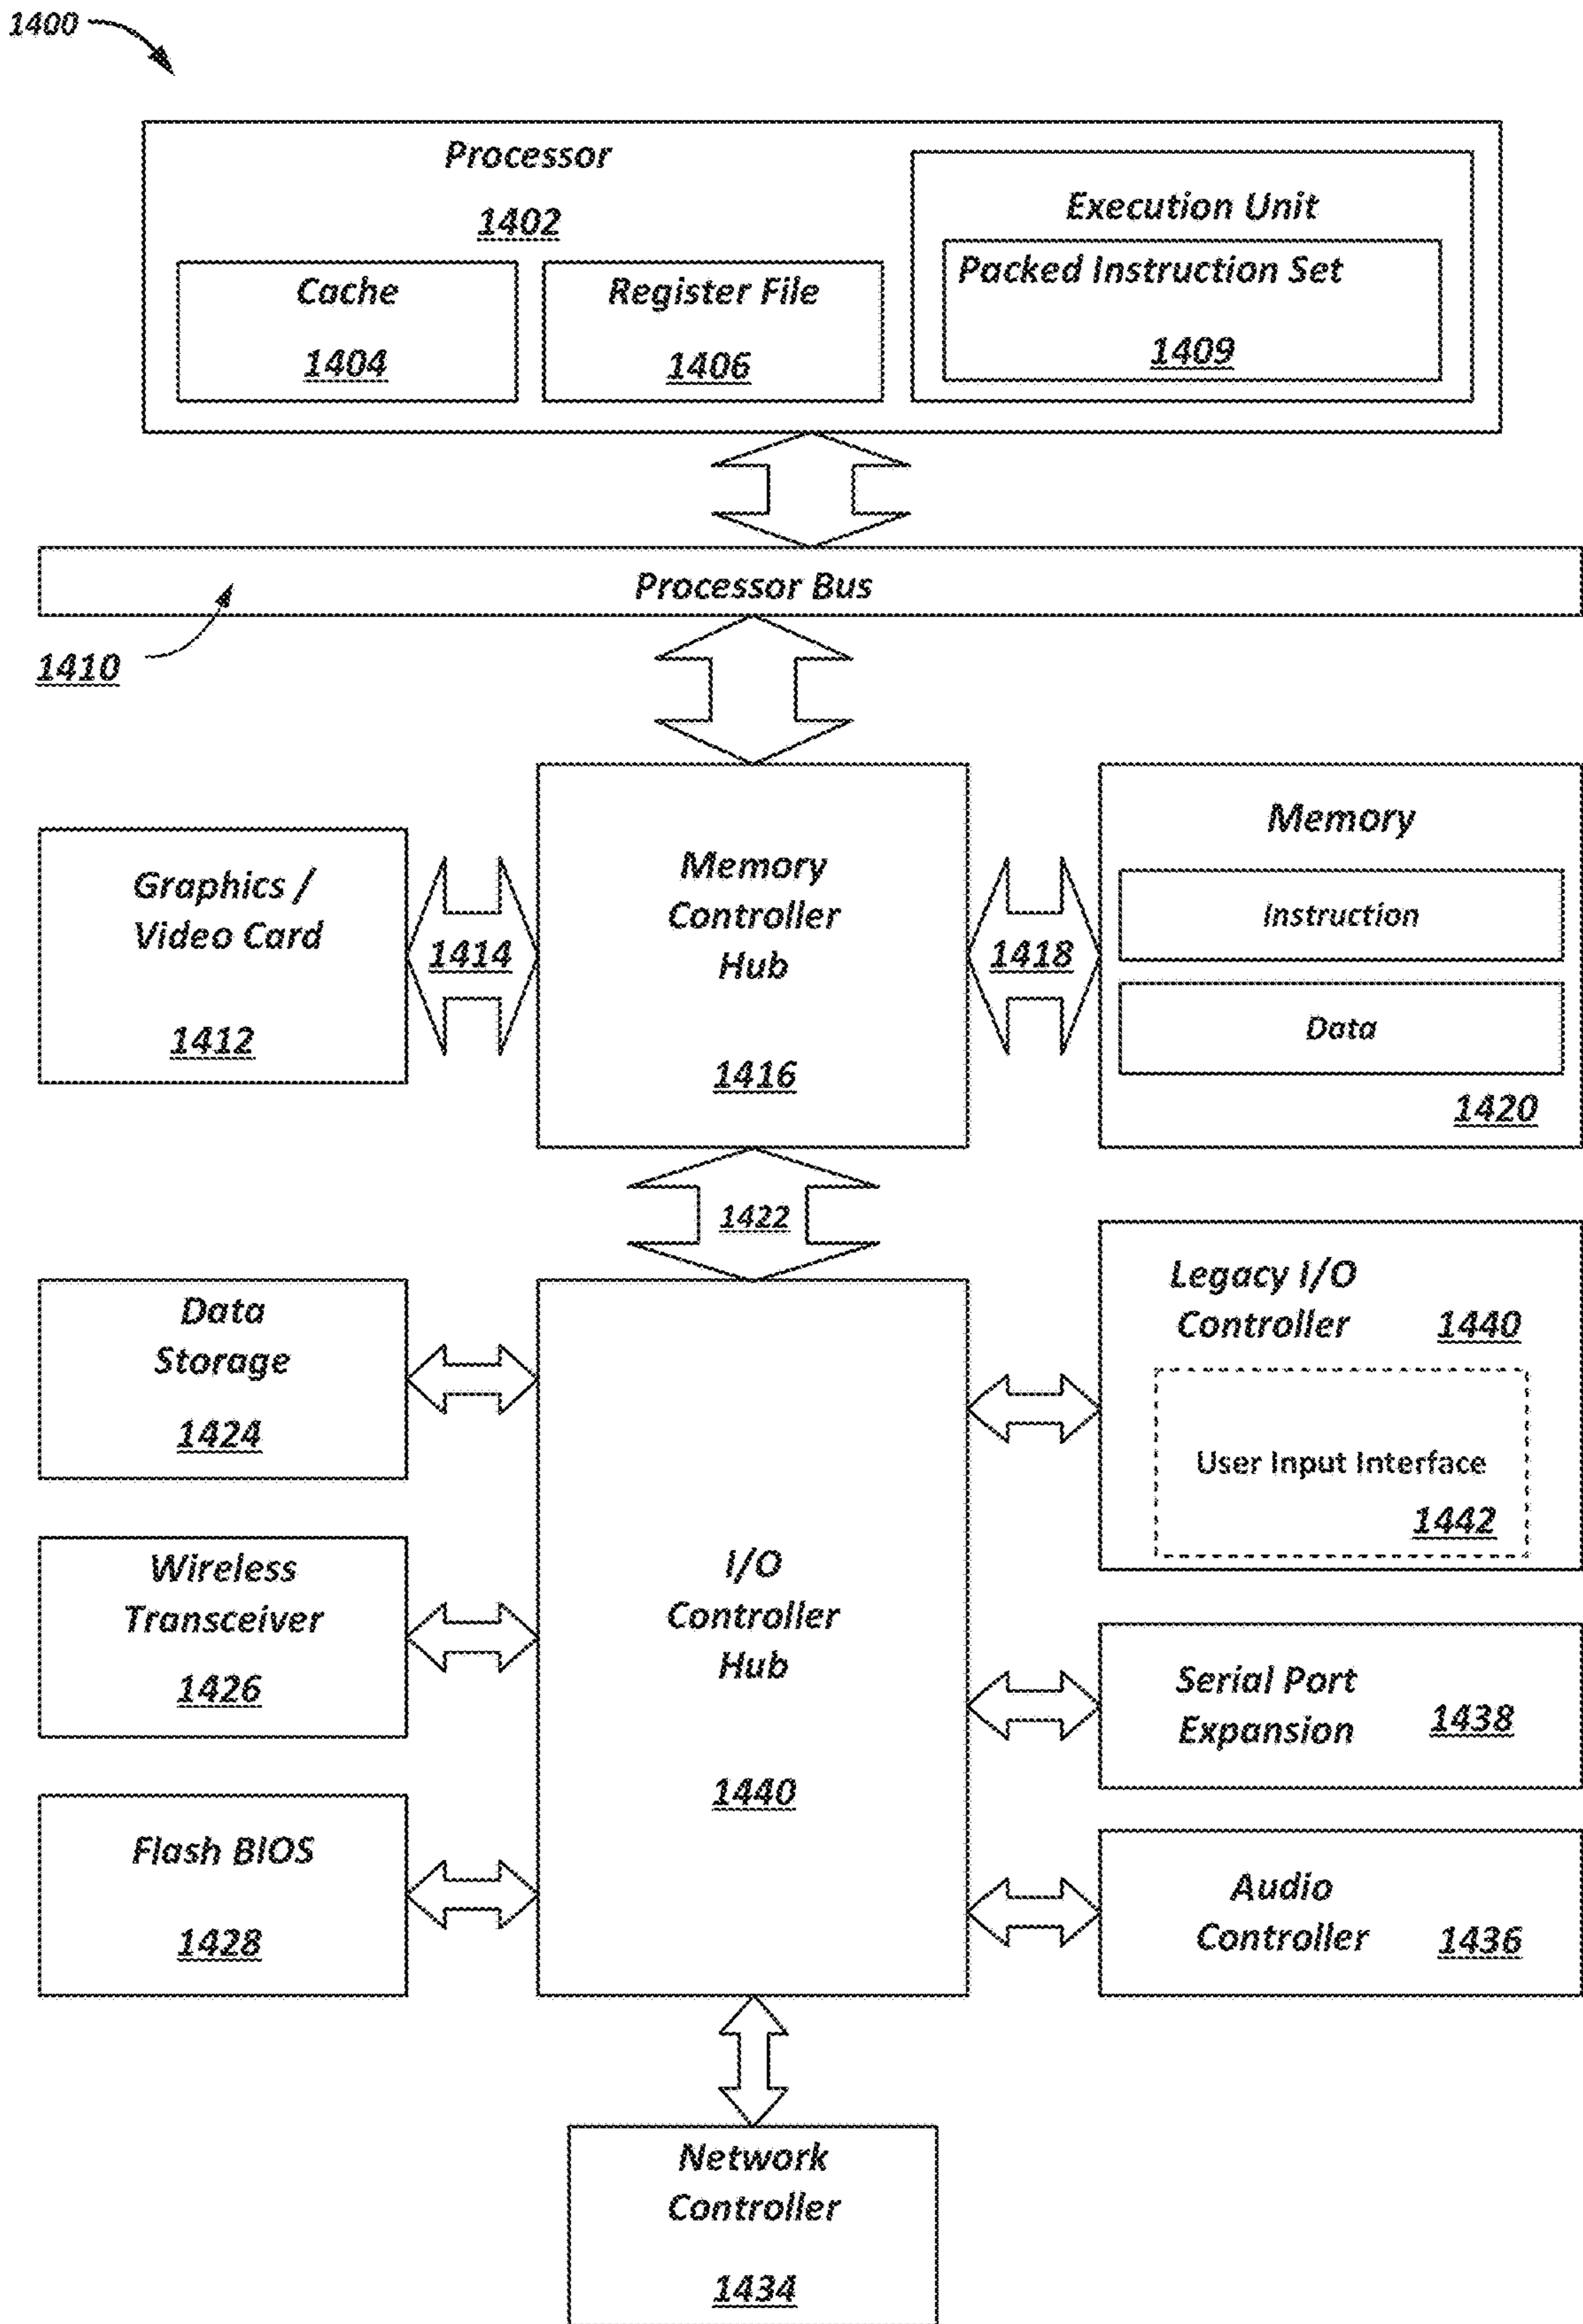 1400
Processor
1402
Cache
1404
Register File
1406
Execution Unit
Packed Instruction Set
1409
Processor Bus
1410
Graphics /
Video Card
1412
1414
Memory
Controller
Hub
1416
1418
Memory
Instruction
Data
1420
1422
Data
Storage
1424
Wireless
Transceiver
1426
Flash BIOS
1428
I/O
Controller
Hub
1440
Legacy I/O
Controller 1440
User Input Interface
1442
Serial Port
Expansion 1438
Audio
Controller 1436
Network
Controller
1434